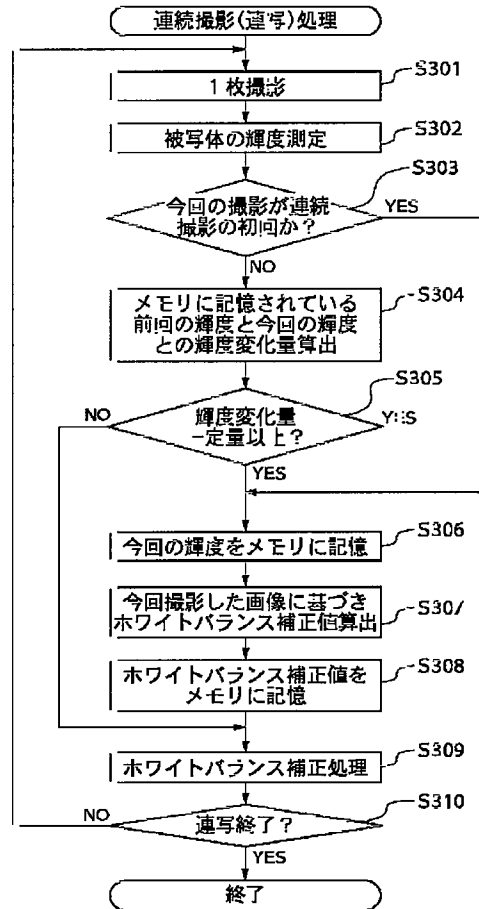 連続撮影(連写)処理
S301
1枚撮影
S302
被写体の輝度測定
S303
今回の撮影が連続
撮影の初回か？
YES
NO
S304
メモリに記憶されている
前回の輝度と今回の輝度
との輝度変化量算出
S305
NO
輝度変化量
一定量以上？
YES
YES
S306
今回の輝度をメモリに記憶
今回撮影した画像に基づき
S307
ホワイトバランス補正値算出
S308
ホワイトバランス補正値を
メモリに記憶
S309
ホワイトバランス補正処理
S310
NO
連写終了？
YES
終了